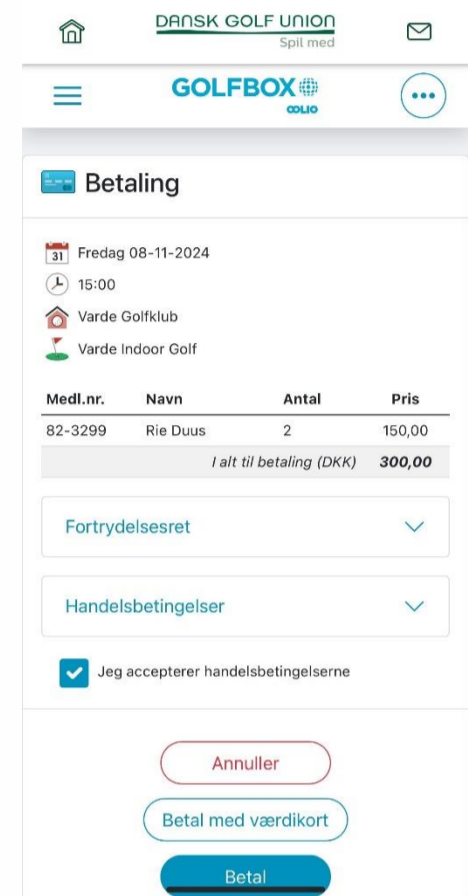 DANSK GOLF UNION
Spil med
GOLFBOX
OLIO
Betaling
31 Fredag 08-11-2024
15:00
Varde Golfklub
Varde Indoor Golf
Medl.nr. Navn Antal Pris
82-3299 Rie Duus 2 150,00
I alt til betaling (DKK) 300,00
Fortrydelsesret
Handelsbetingelser
Jeg accepterer handelsbetingelserne
Annuller
Betal med værdikort
Betal